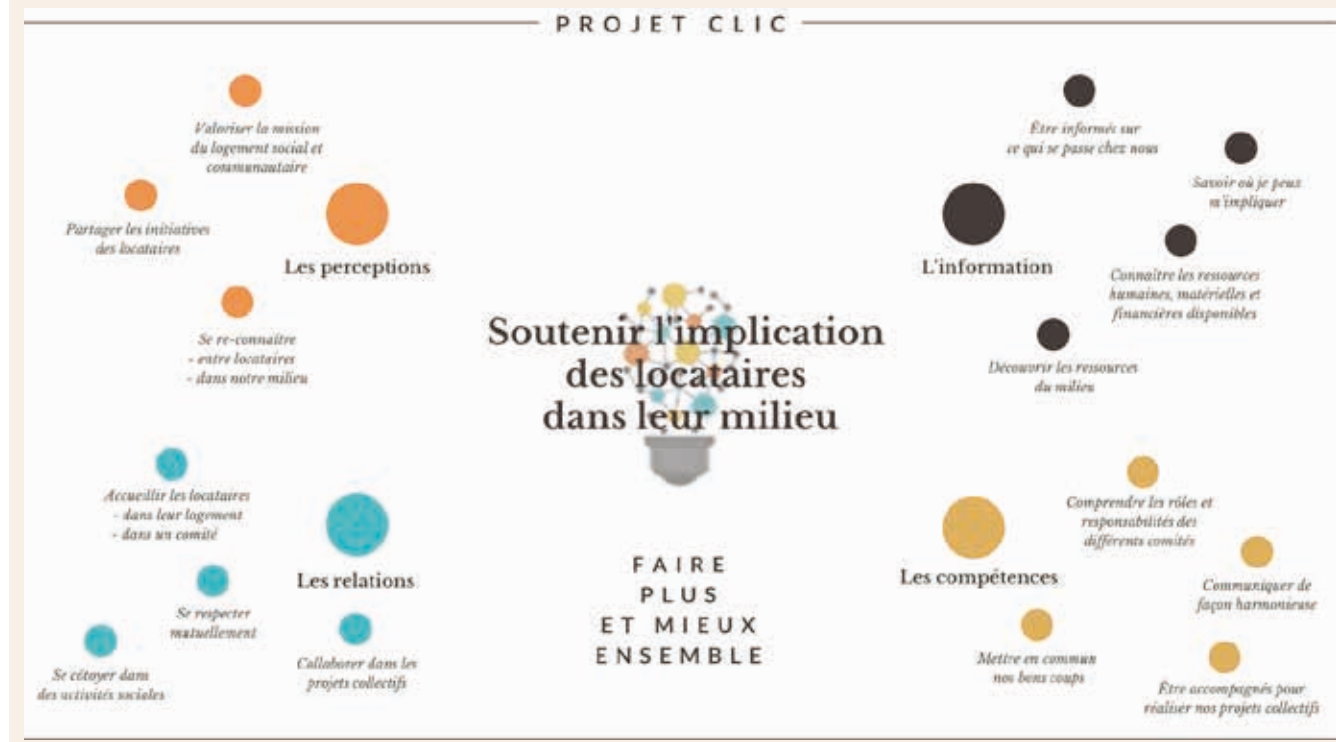 PROJET CLIC
Valoriser la mission
du logement social et
communautaire
Partager les initiatives
des locataires
Les perceptions
Se re-connaître
- entre locataires
- dans notre milieu
Être informés sur
ce qui se passe chez nous
Savoir où je peux
m'impliquer
L'information
Connaître les ressources
humaines, matérielles et
financières disponibles
Découvrir les ressources
du milieu
Soutenir l'implication
des locataires
dans leur milieu
Accueillir les locataires
- dans leur logement
- dans un comité
Les relations
Se respecter
mutuellement
Se côtoyer dans
des activités sociales
Collaborer dans les
projets collectifs
FAIRE
PLUS
ET MIEUX
ENSEMBLE
Comprendre les rôles et
responsabilités des
différents comités
Les compétences
Communiquer de
façon harmonieuse
Mettre en commun
nos bons coups
Être accompagnés pour
réaliser nos projets collectifs